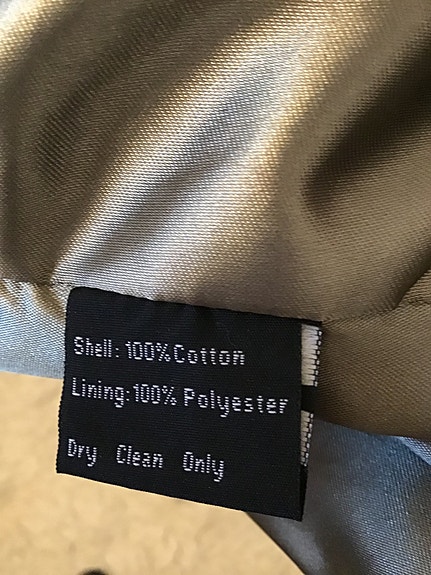 Shell: 100% Cotton
Lining: 100% Polyester
Dry Clean Only